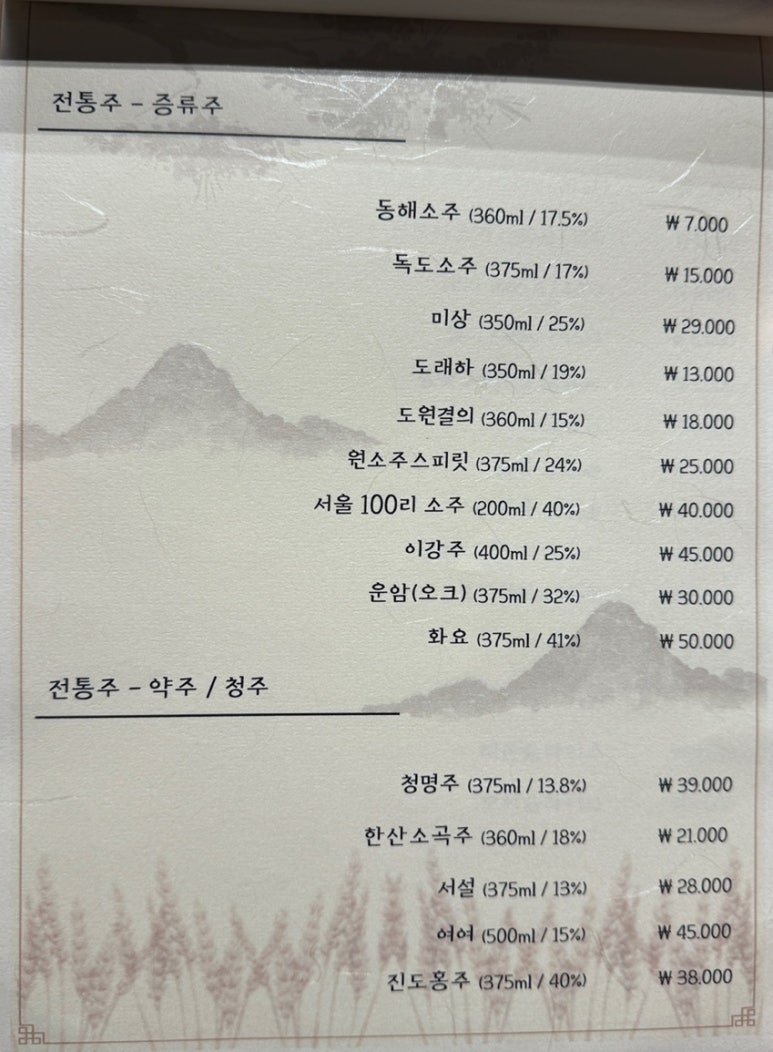 전통주 - 증류주
동해소주 (360ml / 17.5%) ₩ 7.000
독도소주 (375ml / 17%) ₩ 15.000
미상 (350ml / 25%) ₩ 29.000
도래하 (350ml / 19%) ₩ 13.000
도원결의 (360ml / 15%) ₩ 18.000
원소주스피릿 (375ml / 24%) ₩ 25.000
서울 100리 소주 (200ml / 40%) ₩ 40.000
이강주 (400ml / 25%) ₩ 45.000
운암(오크) (375ml / 32%) ₩ 30.000
화요 (375ml / 41%) ₩ 50.000
전통주 - 약주 / 청주
청명주 (375ml / 13.8%) ₩ 39.000
한산소곡주 (360ml / 18%) ₩ 21.000
서설 (375ml / 13%) ₩ 28.000
여여 (500ml / 15%) ₩ 45.000
진도홍주 (375ml / 40%) ₩ 38.000